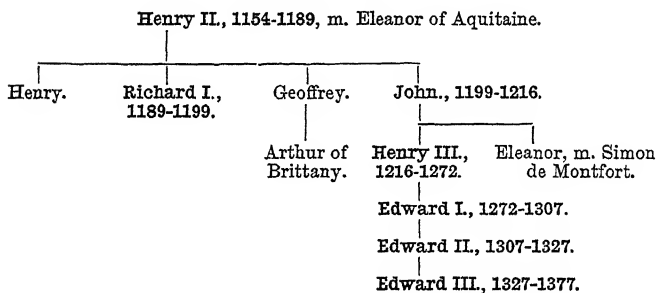 Henry II., 1154-1189, m. Eleanor of Aquitaine.
Henry. Richard I., Geoffrey. John., 1199-1216.
1189-1199.
Arthur of Henry III., Eleanor, m. Simon
Brittany. 1216-1272. de Montfort.
Edward I., 1272-1307.
Edward II., 1307-1327.
Edward III., 1327-1377.